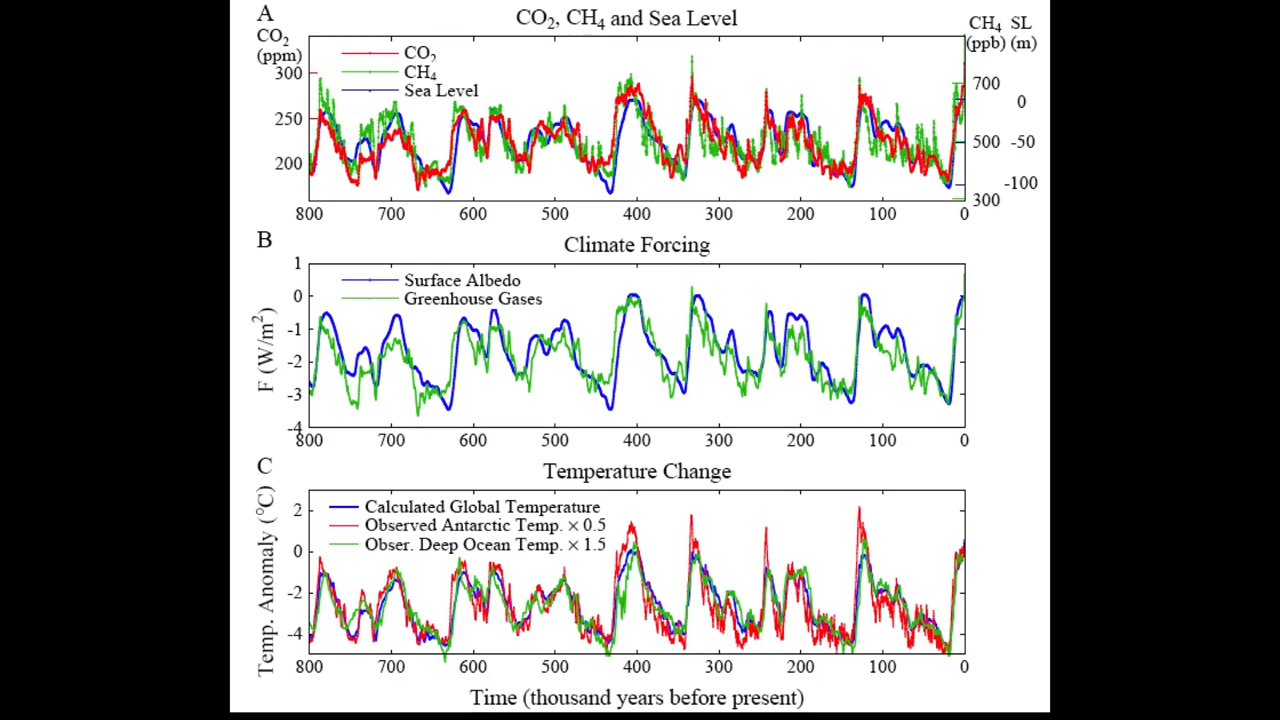 A
CO₂, CH₄ and Sea Level
CO₂
(ppm)
CH₄ SL
(ppb) (m)
CO₂
CH₄
Sea Level
300
250
200
700
0
500 -50
-100
300
800 700 600 500 400 300 200 100 0
B
Climate Forcing
Surface Albedo
Greenhouse Gases
F (W/m²)
1
0
-1
-2
-3
-4
800 700 600 500 400 300 200 100 0
C
Temperature Change
Calculated Global Temperature
Observed Antarctic Temp. × 0.5
Obser. Deep Ocean Temp. × 1.5
Temp. Anomaly (°C)
2
0
-2
-4
800 700 600 500 400 300 200 100 0
Time (thousand years before present)